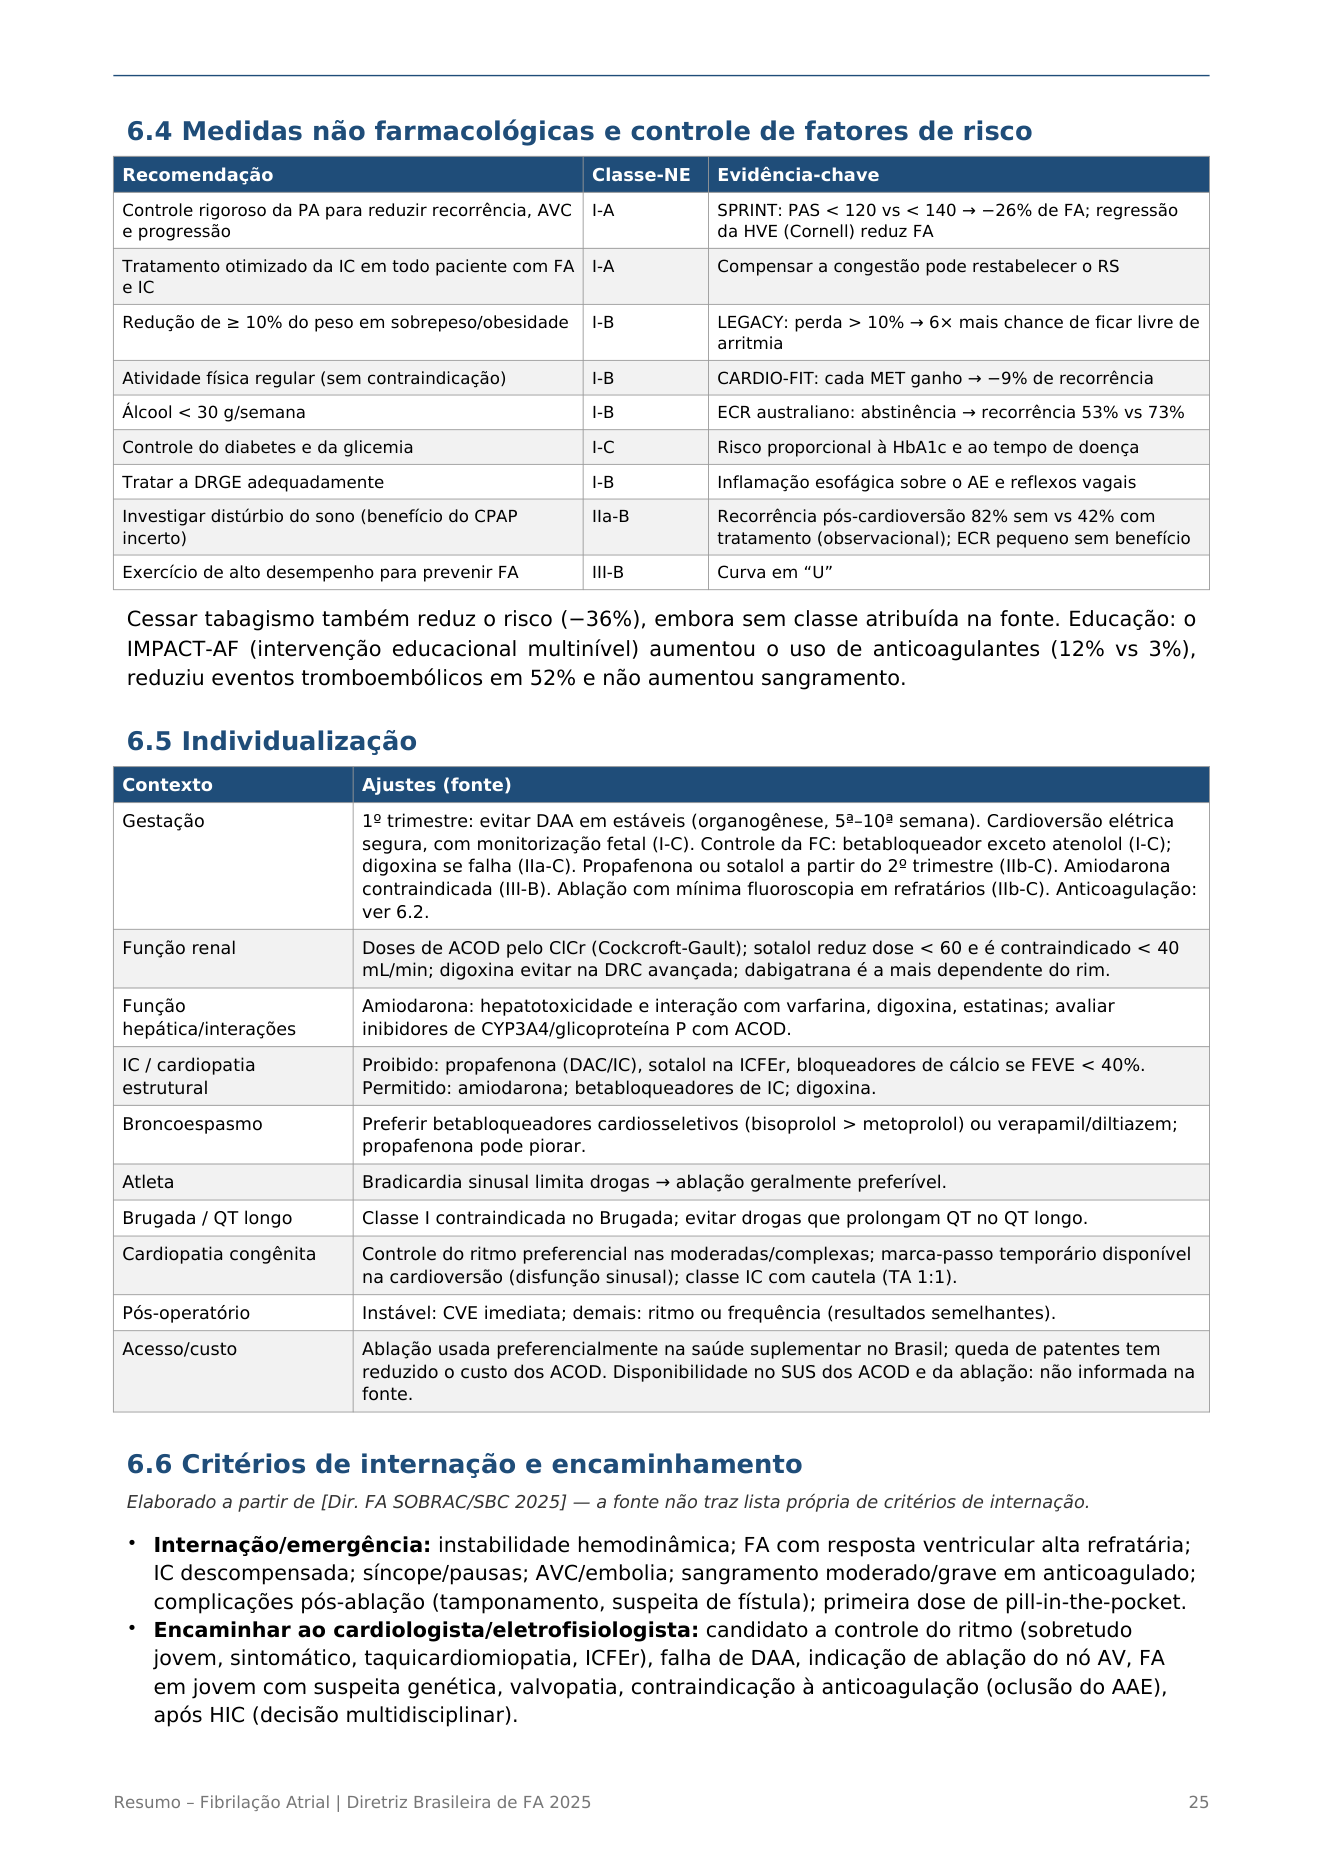 6.4 Medidas não farmacológicas e controle de fatores de risco
Recomendação Classe-NE Evidência-chave
Controle rigoroso da PA para reduzir recorrência, AVC e progressão I-A SPRINT: PAS < 120 vs < 140 → −26% de FA; regressão da HVE (Cornell) reduz FA
Tratamento otimizado da IC em todo paciente com FA e IC I-A Compensar a congestão pode restabelecer o RS
Redução de ≥ 10% do peso em sobrepeso/obesidade I-B LEGACY: perda > 10% → 6× mais chance de ficar livre de arritmia
Atividade física regular (sem contraindicação) I-B CARDIO-FIT: cada MET ganho → −9% de recorrência
Álcool < 30 g/semana I-B ECR australiano: abstinência → recorrência 53% vs 73%
Controle do diabetes e da glicemia I-C Risco proporcional à HbA1c e ao tempo de doença
Tratar a DRGE adequadamente I-B Inflamação esofágica sobre o AE e reflexos vagais
Investigar distúrbio do sono (benefício do CPAP incerto) IIa-B Recorrência pós-cardioversão 82% sem vs 42% com tratamento (observacional); ECR pequeno sem benefício
Exercício de alto desempenho para prevenir FA III-B Curva em “U”
Cessar tabagismo também reduz o risco (−36%), embora sem classe atribuída na fonte. Educação: o
IMPACT-AF (intervenção educacional multinível) aumentou o uso de anticoagulantes (12% vs 3%),
reduziu eventos tromboembólicos em 52% e não aumentou sangramento.
6.5 Individualização
Contexto Ajustes (fonte)
Gestação 1º trimestre: evitar DAA em estáveis (organogênese, 5ª–10ª semana). Cardioversão elétrica
segura, com monitorização fetal (I-C). Controle da FC: betabloqueador exceto atenolol (I-C);
digoxina se falha (IIa-C). Propafenona ou sotalol a partir do 2º trimestre (IIb-C). Amiodarona
contraindicada (III-B). Ablação com mínima fluoroscopia em refratários (IIb-C). Anticoagulação:
ver 6.2.
Função renal Doses de ACOD pelo ClCr (Cockcroft-Gault); sotalol reduz dose < 60 e é contraindicado < 40
mL/min; digoxina evitar na DRC avançada; dabigatrana é a mais dependente do rim.
Função hepática/interações Amiodarona: hepatotoxicidade e interação com varfarina, digoxina, estatinas; avaliar
inibidores de CYP3A4/glicoproteína P com ACOD.
IC / cardiopatia estrutural Proibido: propafenona (DAC/IC), sotalol na ICFEr, bloqueadores de cálcio se FEVE < 40%.
Permitido: amiodarona; betabloqueadores de IC; digoxina.
Broncoespasmo Preferir betabloqueadores cardiosseletivos (bisoprolol > metoprolol) ou verapamil/diltiazem;
propafenona pode piorar.
Atleta Bradicardia sinusal limita drogas → ablação geralmente preferível.
Brugada / QT longo Classe I contraindicada no Brugada; evitar drogas que prolongam QT no QT longo.
Cardiopatia congênita Controle do ritmo preferencial nas moderadas/complexas; marca-passo temporário disponível
na cardioversão (disfunção sinusal); classe IC com cautela (TA 1:1).
Pós-operatório Instável: CVE imediata; demais: ritmo ou frequência (resultados semelhantes).
Acesso/custo Ablação usada preferencialmente na saúde suplementar no Brasil; queda de patentes tem
reduzido o custo dos ACOD. Disponibilidade no SUS dos ACOD e da ablação: não informada na
fonte.
6.6 Critérios de internação e encaminhamento
Elaborado a partir de [Dir. FA SOBRAC/SBC 2025] — a fonte não traz lista própria de critérios de internação.
• Internação/emergência: instabilidade hemodinâmica; FA com resposta ventricular alta refratária;
IC descompensada; síncope/pausas; AVC/embolia; sangramento moderado/grave em anticoagulado;
complicações pós-ablação (tamponamento, suspeita de fístula); primeira dose de pill-in-the-pocket.
• Encaminhar ao cardiologista/eletrofisiologista: candidato a controle do ritmo (sobretudo
jovem, sintomático, taquicardiomiopatia, ICFEr), falha de DAA, indicação de ablação do nó AV, FA
em jovem com suspeita genética, valvopatia, contraindicação à anticoagulação (oclusão do AAE),
após HIC (decisão multidisciplinar).
Resumo – Fibrilação Atrial | Diretriz Brasileira de FA 2025 25